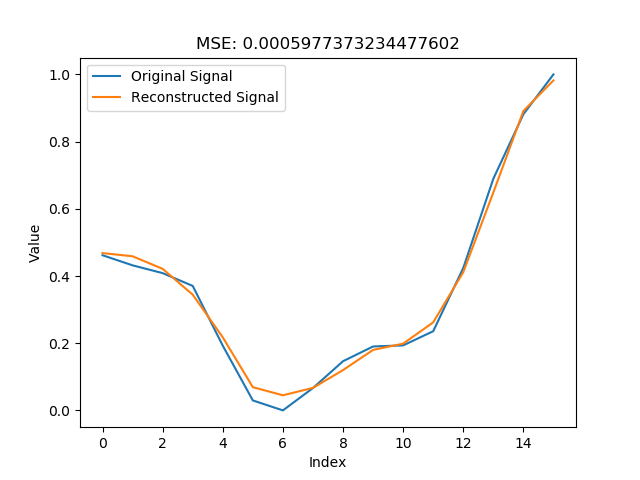 MSE: 0.0005977373234477602
Original Signal
Reconstructed Signal
1.0
0.8
0.6
0.4
0.2
0.0
Value
0 2 4 6 8 10 12 14
Index